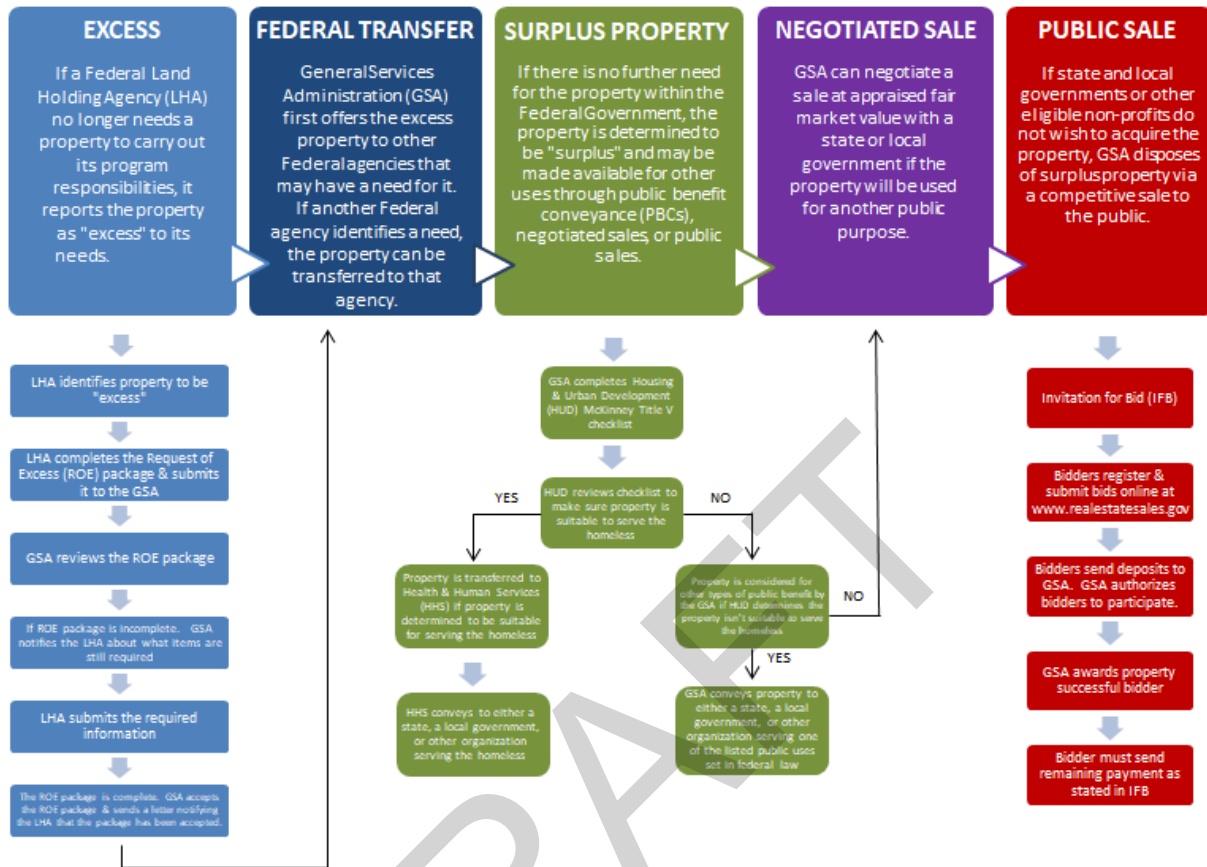 EXCESS
If a Federal Land
Holding Agency (LHA)
no longer needs a
property to carry out
its program
responsibilities, it
reports the property
as "excess" to its
needs.
FEDERAL TRANSFER
General Services
Administration (GSA)
first offers the excess
property to other
Federal agencies that
may have a need for it.
If another Federal
agency identifies a need,
the property can be
transferred to that
agency.
SURPLUS PROPERTY
If there is no further need
for the property within the
Federal Government, the
property is determined to
be "surplus" and may be
made available for other
uses through public benefit
conveyance (PBCs),
negotiated sales, or public
sales.
NEGOTIATED SALE
GSA can negotiate a
sale at appraised fair
market value with a
state or local
government if the
property will be used
for another public
purpose.
PUBLIC SALE
If state and local
governments or other
eligible non-profits do
not wish to acquire the
property, GSA disposes
of surplus property via
a competitive sale to
the public.
LHA identifies property to be
"excess"
LHA completes the Request of
Excess (ROE) package & submits
it to the GSA
GSA reviews the ROE package
If ROE package is incomplete. GSA
notifies the LHA about what items are
still required
LHA submits the required
information
The ROE package is complete. GSA accepts
the ROE package & sends a letter notifying
the LHA that the package has been accepted.
GSA completes Housing
& Urban Development
(HUD) McKinney Title V
checklist
HUD reviews checklist to
make sure property is
suitable to serve the
homeless
YES
NO
Property is transferred to
Health & Human Services
(HHS) if property is
determined to be suitable
for serving the homeless
HHS conveys to either a
state, a local government,
or other organization
serving the homeless
Property is considered for
other types of public benefit by
the GSA if HUD determines the
property isn't suitable to serve
the homeless
NO
YES
GSA conveys property to
either a state, a local
government, or other
organization serving one
of the listed public uses
set in federal law
Invitation for Bid (IFB)
Bidders register &
submit bids online at
www.realestatesales.gov
Bidders send deposits to
GSA. GSA authorizes
bidders to participate.
GSA awards property
successful bidder
Bidder must send
remaining payment as
stated in IFB
DRAFT